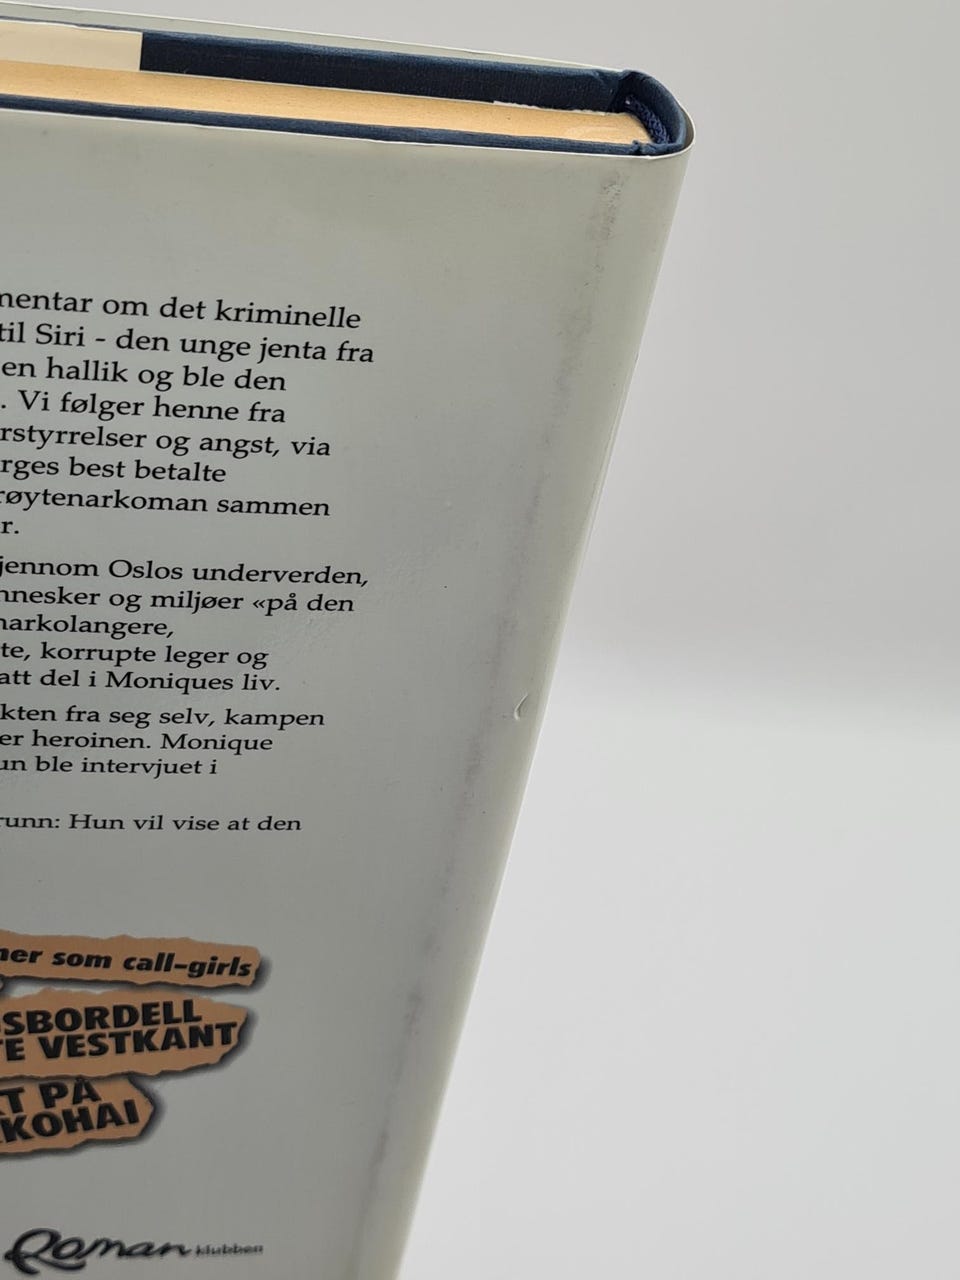 mentar om det kriminelle
til Siri - den unge jenta fra
en hallik og ble den
. Vi følger henne fra
rstyrrelser og angst, via
rges best betalte
røytenarkoman sammen
r.
jennom Oslos underverden,
nnesker og miljøer «på den
narkolangere,
te, korrupte leger og
att del i Moniques liv.
kten fra seg selv, kampen
er heroinen. Monique
un ble intervjuet i
runn: Hun vil vise at den
ner som call-girls
SBORDELL
TE VESTKANT
KT PÅ
KOHAI
Roman klubben